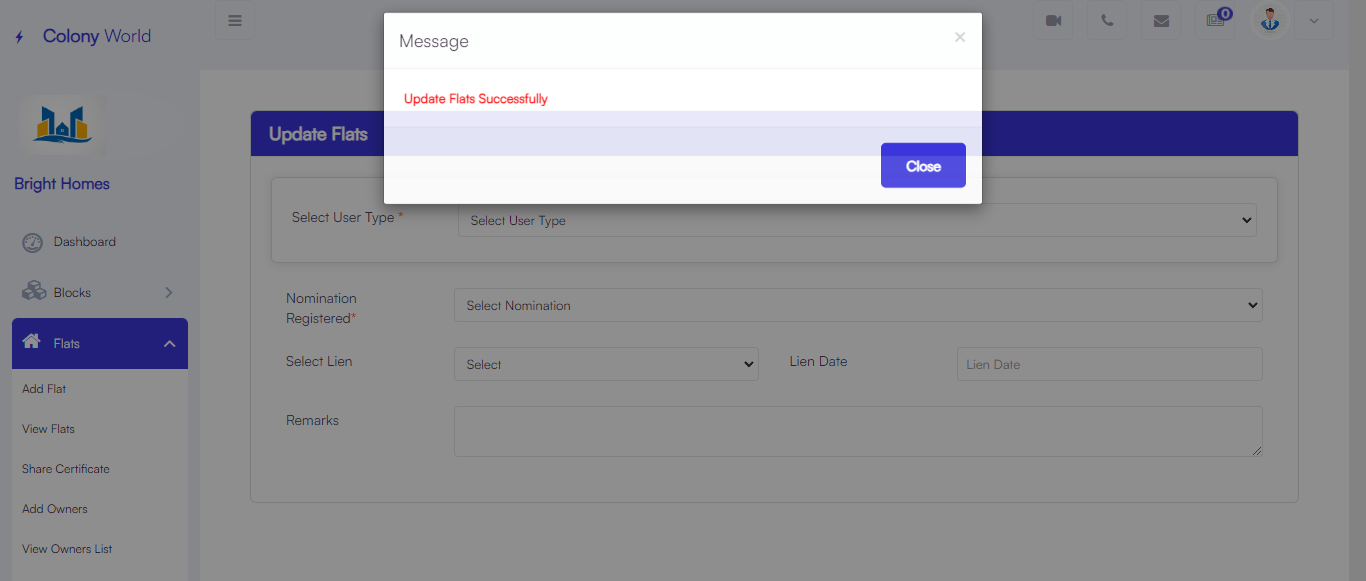 Colony World
0
Message
×
Update Flats Successfully
Close
Bright Homes
Dashboard
Blocks
Flats
Add Flat
View Flats
Share Certificate
Add Owners
View Owners List
Update Flats
Select User Type *
Select User Type
Nomination
Registered*
Select Nomination
Select Lien
Select
Lien Date
Lien Date
Remarks